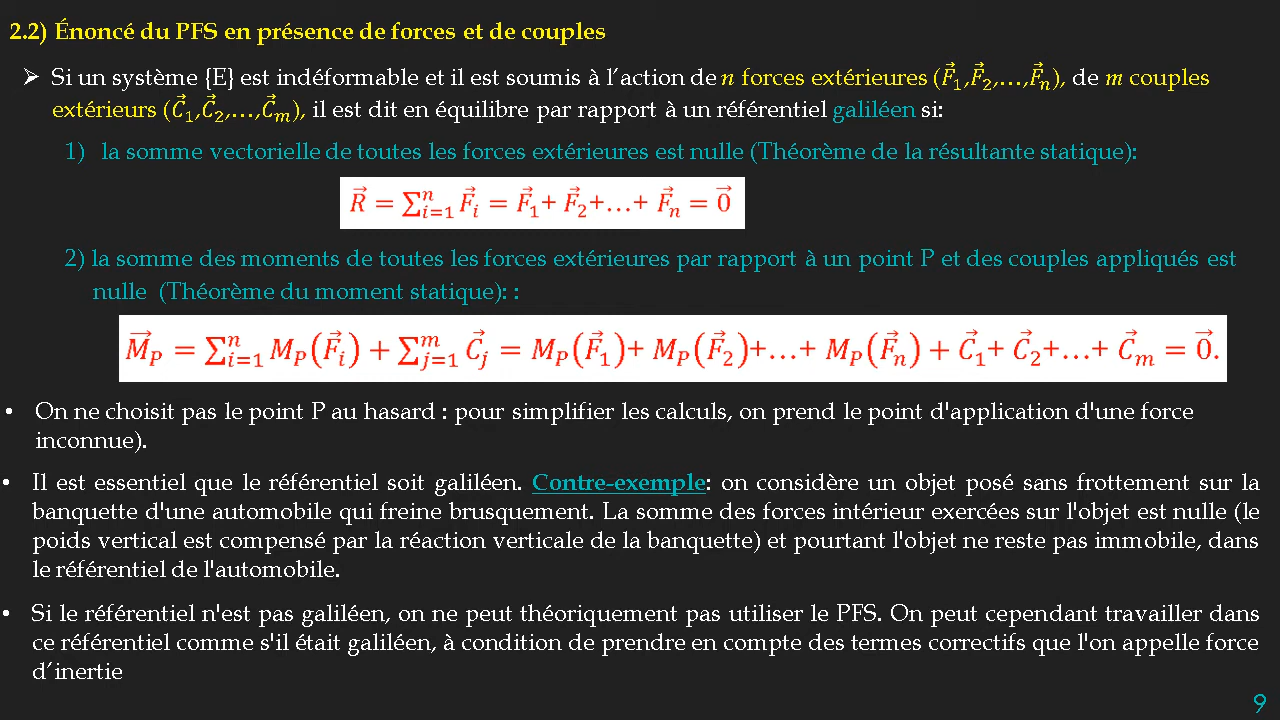 2.2) Énoncé du PFS en présence de forces et de couples
➢ Si un système {E} est indéformable et il est soumis à l’action de n forces extérieures (F⃗₁,F⃗₂,…,F⃗ₙ), de m couples
extérieurs (C⃗₁,C⃗₂,…,C⃗ₘ), il est dit en équilibre par rapport à un référentiel galiléen si:
1) la somme vectorielle de toutes les forces extérieures est nulle (Théorème de la résultante statique):
R⃗ = ∑ⁿᵢ₌₁ F⃗ᵢ = F⃗₁+ F⃗₂+…+ F⃗ₙ = 0⃗
2) la somme des moments de toutes les forces extérieures par rapport à un point P et des couples appliqués est
nulle (Théorème du moment statique): :
M⃗_P = ∑ⁿᵢ₌₁ M_P(F⃗ᵢ) + ∑ᵐⱼ₌₁ C⃗ⱼ = M_P(F⃗₁)+ M_P(F⃗₂)+…+ M_P(F⃗ₙ) + C⃗₁+ C⃗₂+…+ C⃗ₘ = 0⃗.
• On ne choisit pas le point P au hasard : pour simplifier les calculs, on prend le point d'application d'une force
inconnue).
• Il est essentiel que le référentiel soit galiléen. Contre-exemple: on considère un objet posé sans frottement sur la
banquette d'une automobile qui freine brusquement. La somme des forces intérieur exercées sur l'objet est nulle (le
poids vertical est compensé par la réaction verticale de la banquette) et pourtant l'objet ne reste pas immobile, dans
le référentiel de l'automobile.
• Si le référentiel n'est pas galiléen, on ne peut théoriquement pas utiliser le PFS. On peut cependant travailler dans
ce référentiel comme s'il était galiléen, à condition de prendre en compte des termes correctifs que l'on appelle force
d’inertie
9